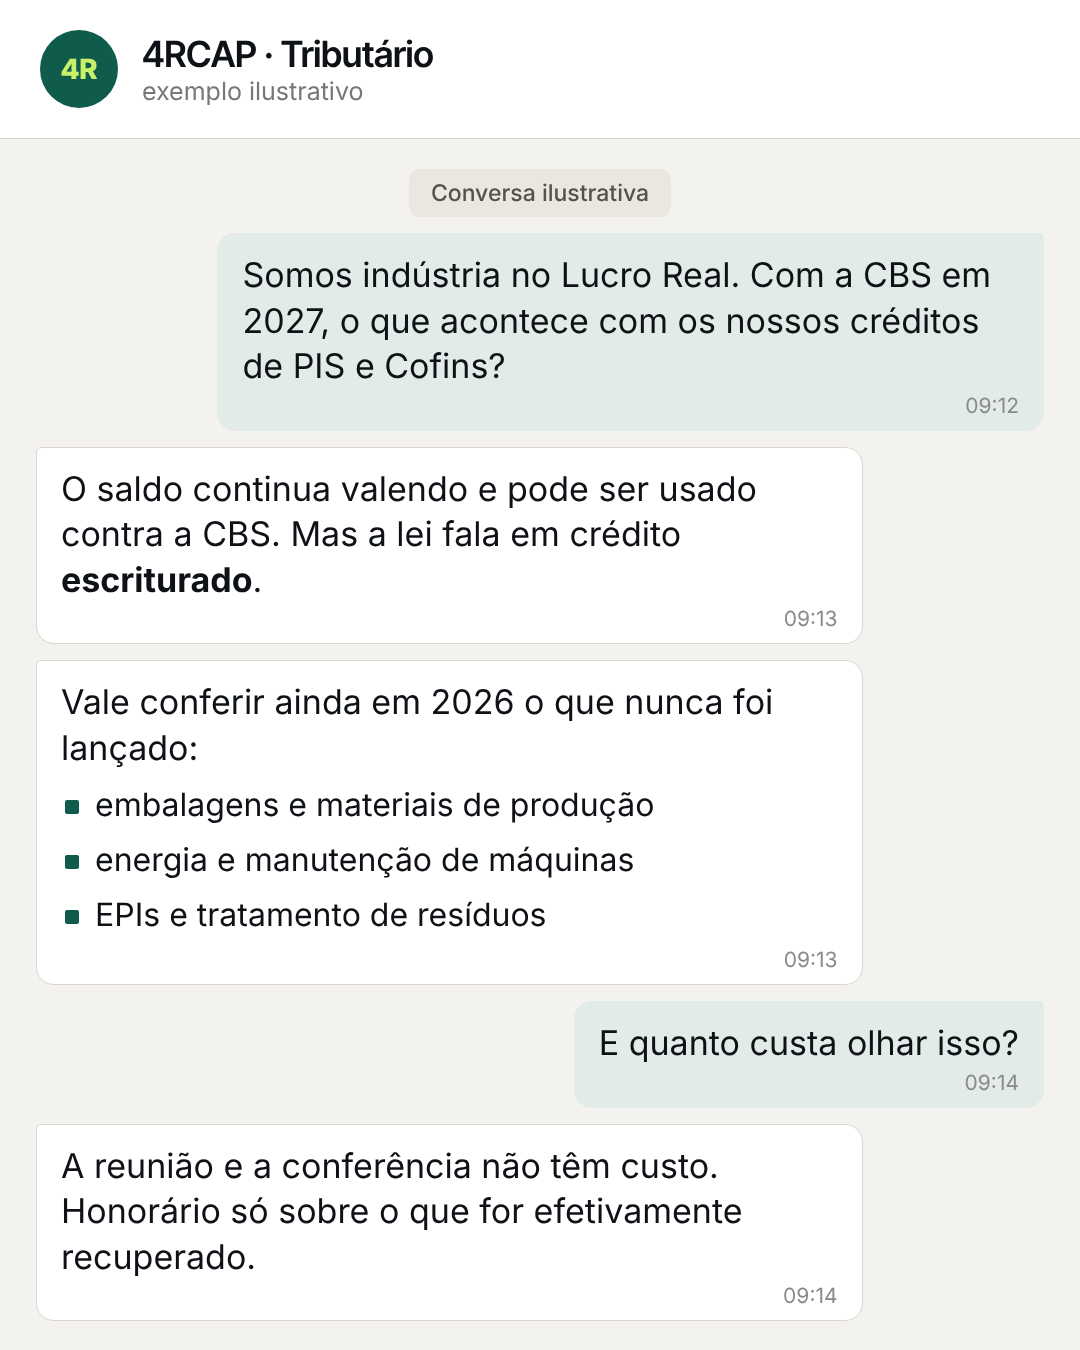 4R
4RCAP · Tributário
exemplo ilustrativo
Conversa ilustrativa
Somos indústria no Lucro Real. Com a CBS em
2027, o que acontece com os nossos créditos
de PIS e Cofins?
09:12
O saldo continua valendo e pode ser usado
contra a CBS. Mas a lei fala em crédito
escriturado.
09:13
Vale conferir ainda em 2026 o que nunca foi
lançado:
embalagens e materiais de produção
energia e manutenção de máquinas
EPIs e tratamento de resíduos
09:13
E quanto custa olhar isso?
09:14
A reunião e a conferência não têm custo.
Honorário só sobre o que for efetivamente
recuperado.
09:14